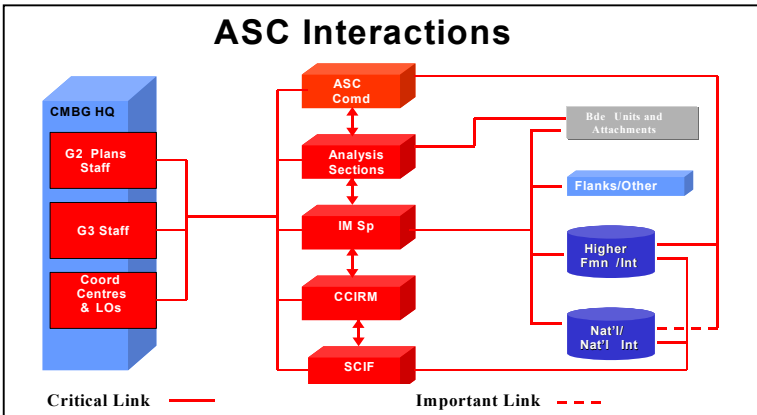 ASC Interactions
CMBG HQ
G2 Plans
Staff
G3 Staff
Coord
Centres
& LOs
ASC
Comd
Analysis
Sections
IM Sp
CCIRM
SCIF
Bde Units and
Attachments
Flanks/Other
Higher
Fmn /Int
Nat'l/
Nat'l Int
Critical Link
Important Link